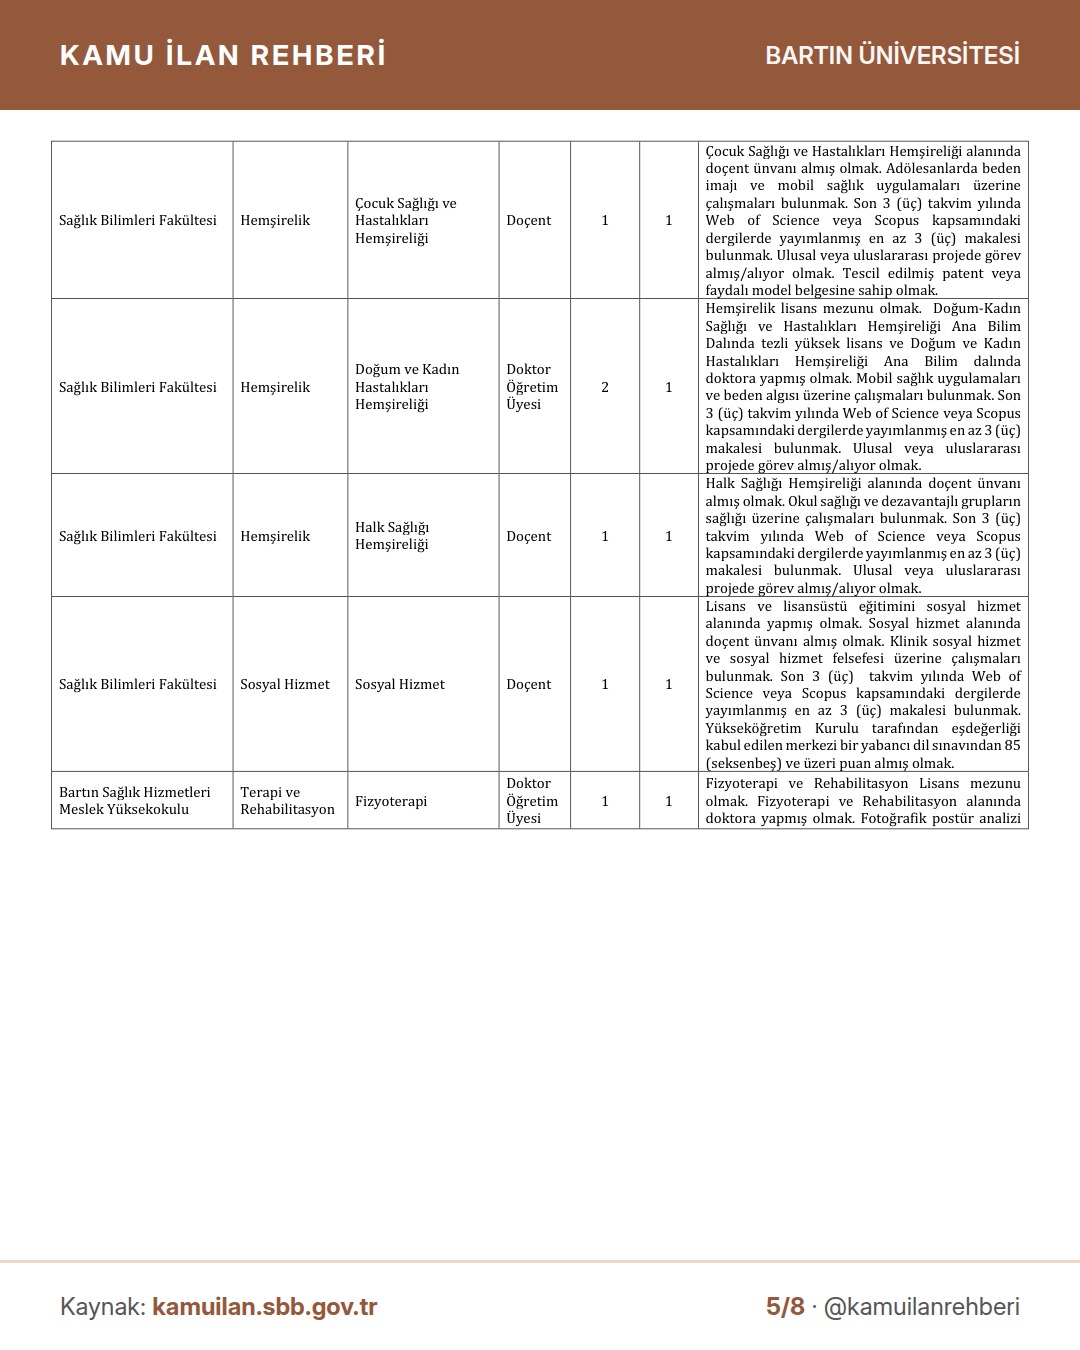 KAMU İLAN REHBERİ
BARTIN ÜNİVERSİTESİ
Sağlık Bilimleri Fakültesi
Hemşirelik
Çocuk Sağlığı ve
Hastalıkları
Hemşireliği
Doçent
1
1
Çocuk Sağlığı ve Hastalıkları Hemşireliği alanında
doçent ünvanı almış olmak. Adölesanlarda beden
imajı ve mobil sağlık uygulamaları üzerine
çalışmaları bulunmak. Son 3 (üç) takvim yılında
Web of Science veya Scopus kapsamındaki
dergilerde yayımlanmış en az 3 (üç) makalesi
bulunmak. Ulusal veya uluslararası projede görev
almış/alıyor olmak. Tescil edilmiş patent veya
faydalı model belgesine sahip olmak.
Sağlık Bilimleri Fakültesi
Hemşirelik
Doğum ve Kadın
Hastalıkları
Hemşireliği
Doktor
Öğretim
Üyesi
2
1
Hemşirelik lisans mezunu olmak. Doğum-Kadın
Sağlığı ve Hastalıkları Hemşireliği Ana Bilim
Dalında tezli yüksek lisans ve Doğum ve Kadın
Hastalıkları Hemşireliği Ana Bilim dalında
doktora yapmış olmak. Mobil sağlık uygulamaları
ve beden algısı üzerine çalışmaları bulunmak. Son
3 (üç) takvim yılında Web of Science veya Scopus
kapsamındaki dergilerde yayımlanmış en az 3 (üç)
makalesi bulunmak. Ulusal veya uluslararası
projede görev almış/alıyor olmak.
Sağlık Bilimleri Fakültesi
Hemşirelik
Halk Sağlığı
Hemşireliği
Doçent
1
1
Halk Sağlığı Hemşireliği alanında doçent ünvanı
almış olmak. Okul sağlığı ve dezavantajlı grupların
sağlığı üzerine çalışmaları bulunmak. Son 3 (üç)
takvim yılında Web of Science veya Scopus
kapsamındaki dergilerde yayımlanmış en az 3 (üç)
makalesi bulunmak. Ulusal veya uluslararası
projede görev almış/alıyor olmak.
Sağlık Bilimleri Fakültesi
Sosyal Hizmet
Sosyal Hizmet
Doçent
1
1
Lisans ve lisansüstü eğitimini sosyal hizmet
alanında yapmış olmak. Sosyal hizmet alanında
doçent ünvanı almış olmak. Klinik sosyal hizmet
ve sosyal hizmet felsefesi üzerine çalışmaları
bulunmak. Son 3 (üç) takvim yılında Web of
Science veya Scopus kapsamındaki dergilerde
yayımlanmış en az 3 (üç) makalesi bulunmak.
Yükseköğretim Kurulu tarafından eşdeğerliği
kabul edilen merkezi bir yabancı dil sınavından 85
(seksenbeş) ve üzeri puan almış olmak.
Bartın Sağlık Hizmetleri
Meslek Yüksekokulu
Terapi ve
Rehabilitasyon
Fizyoterapi
Doktor
Öğretim
Üyesi
1
1
Fizyoterapi ve Rehabilitasyon Lisans mezunu
olmak. Fizyoterapi ve Rehabilitasyon alanında
doktora yapmış olmak. Fotoğrafik postür analizi
Kaynak: kamuilan.sbb.gov.tr
5/8 · @kamuilanrehberi